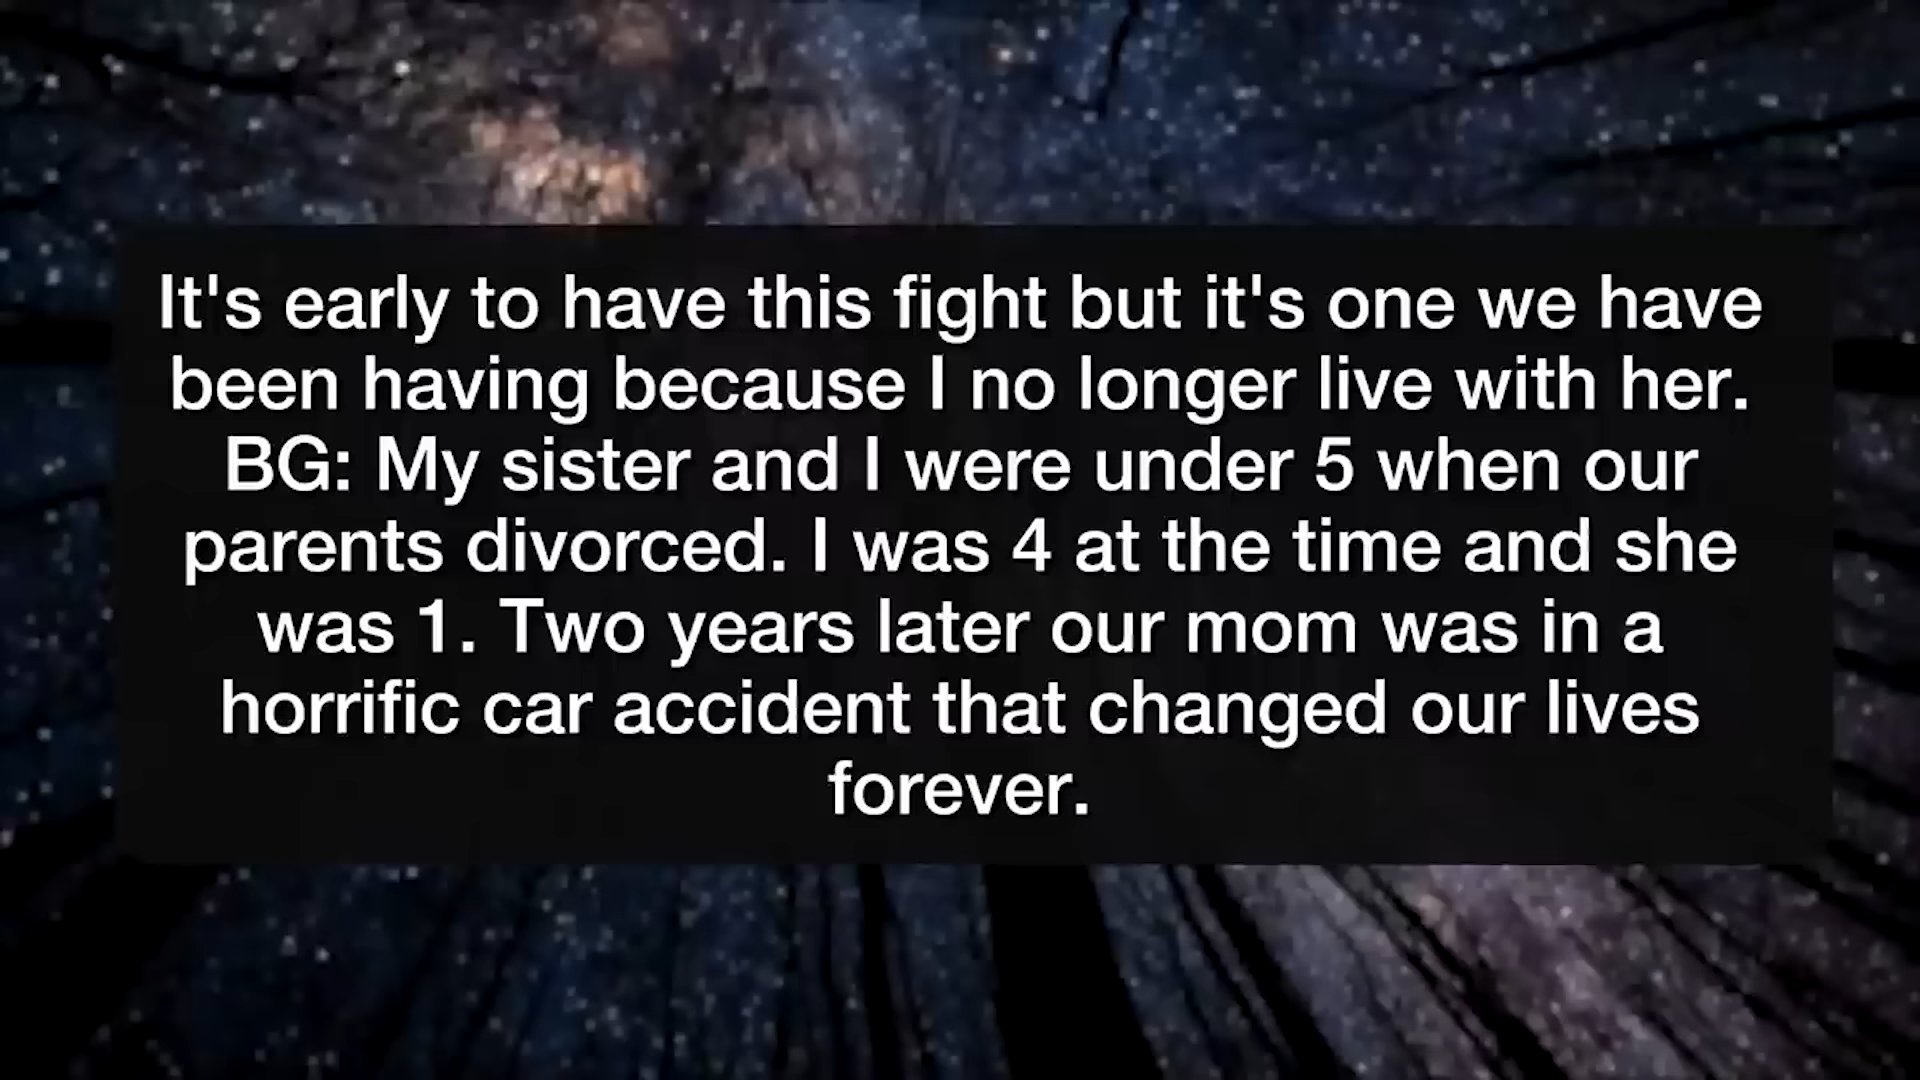 It's early to have this fight but it's one we have
been having because I no longer live with her.
BG: My sister and I were under 5 when our
parents divorced. I was 4 at the time and she
was 1. Two years later our mom was in a
horrific car accident that changed our lives
forever.